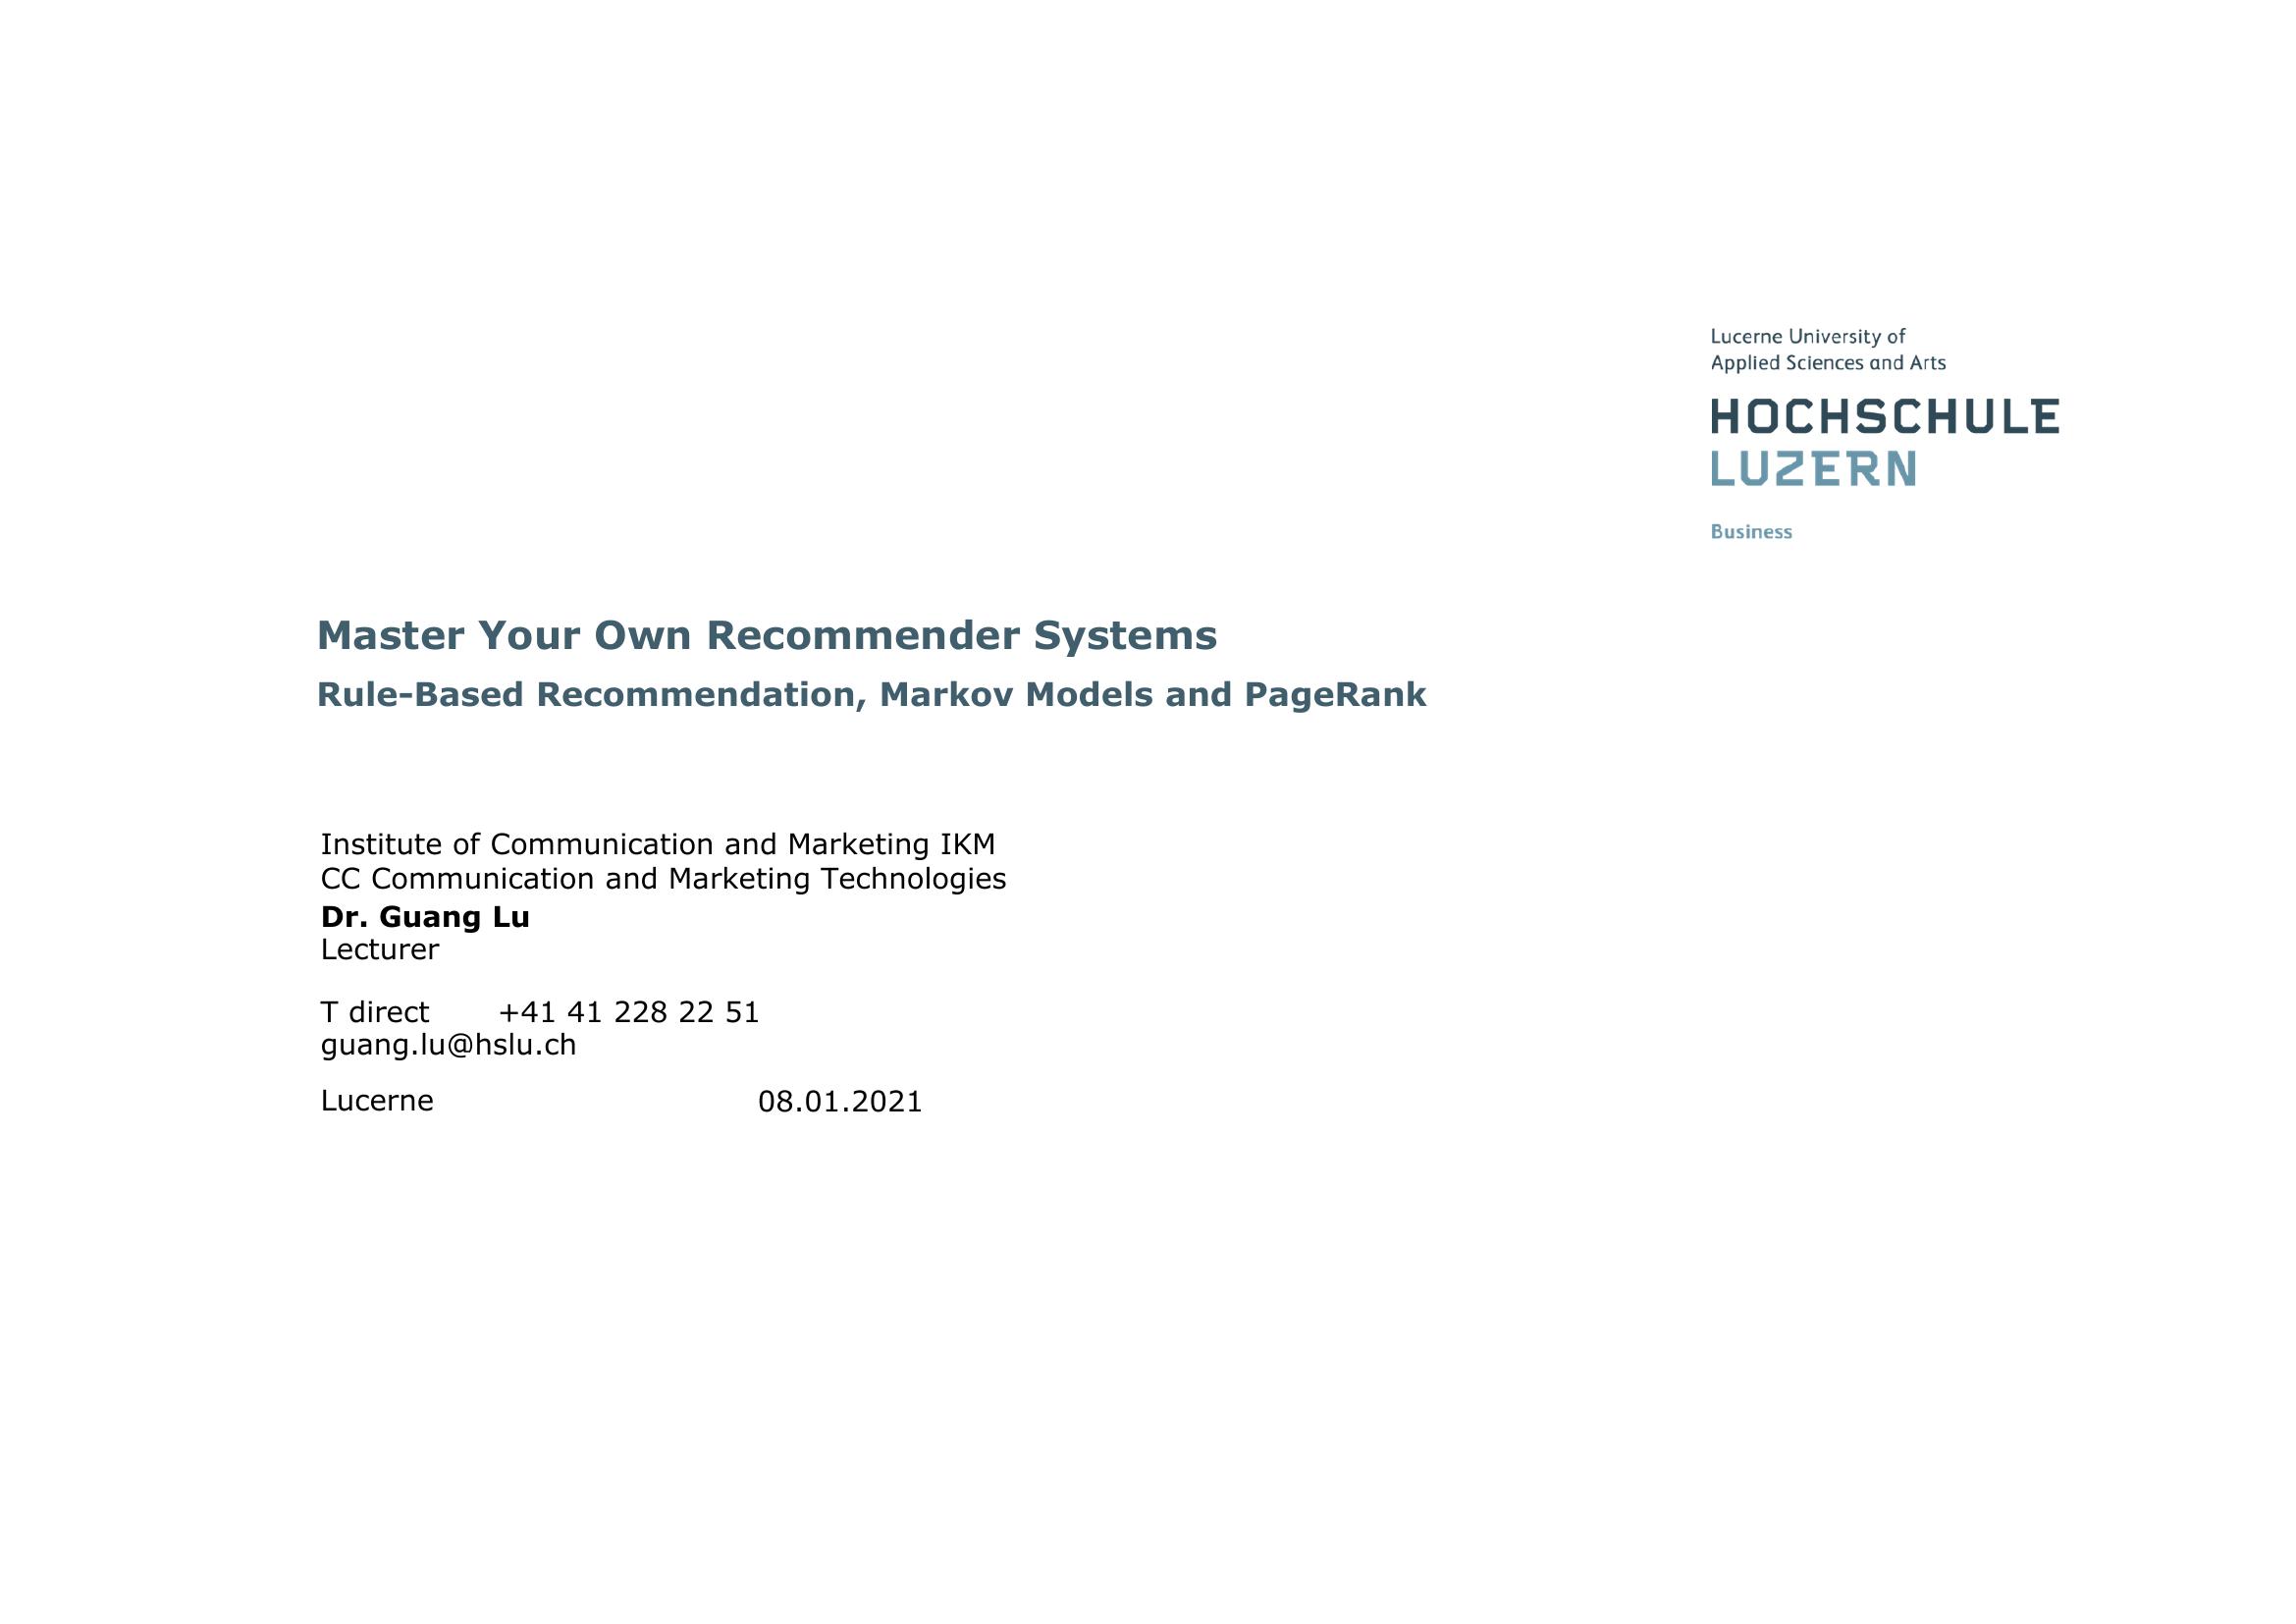 Lucerne University of
Applied Sciences and Arts
HOCHSCHULE
LUZERN
Business
Master Your Own Recommender Systems
Rule-Based Recommendation, Markov Models and PageRank
Institute of Communication and Marketing IKM
CC Communication and Marketing Technologies
Dr. Guang Lu
Lecturer
T direct +41 41 228 22 51
guang.lu@hslu.ch
Lucerne 08.01.2021